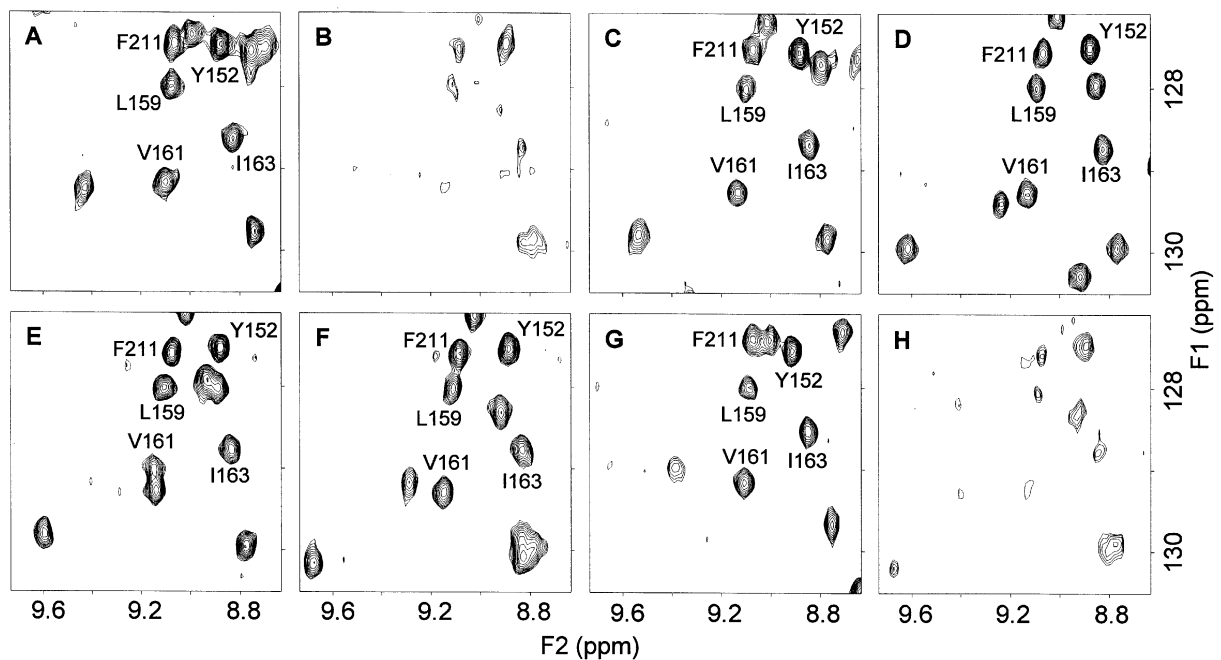 A
F211
Y152
L159
V161
I163
B
C
Y152
F211
L159
V161
I163
D
Y152
F211
L159
V161
I163
128
130
E
Y152
F211
L159
V161
I163
F
Y152
F211
L159
V161
I163
G
F211
Y152
L159
V161
I163
H
128
130
F1 (ppm)
9.6 9.2 8.8 9.6 9.2 8.8 9.6 9.2 8.8 9.6 9.2 8.8
F2 (ppm)